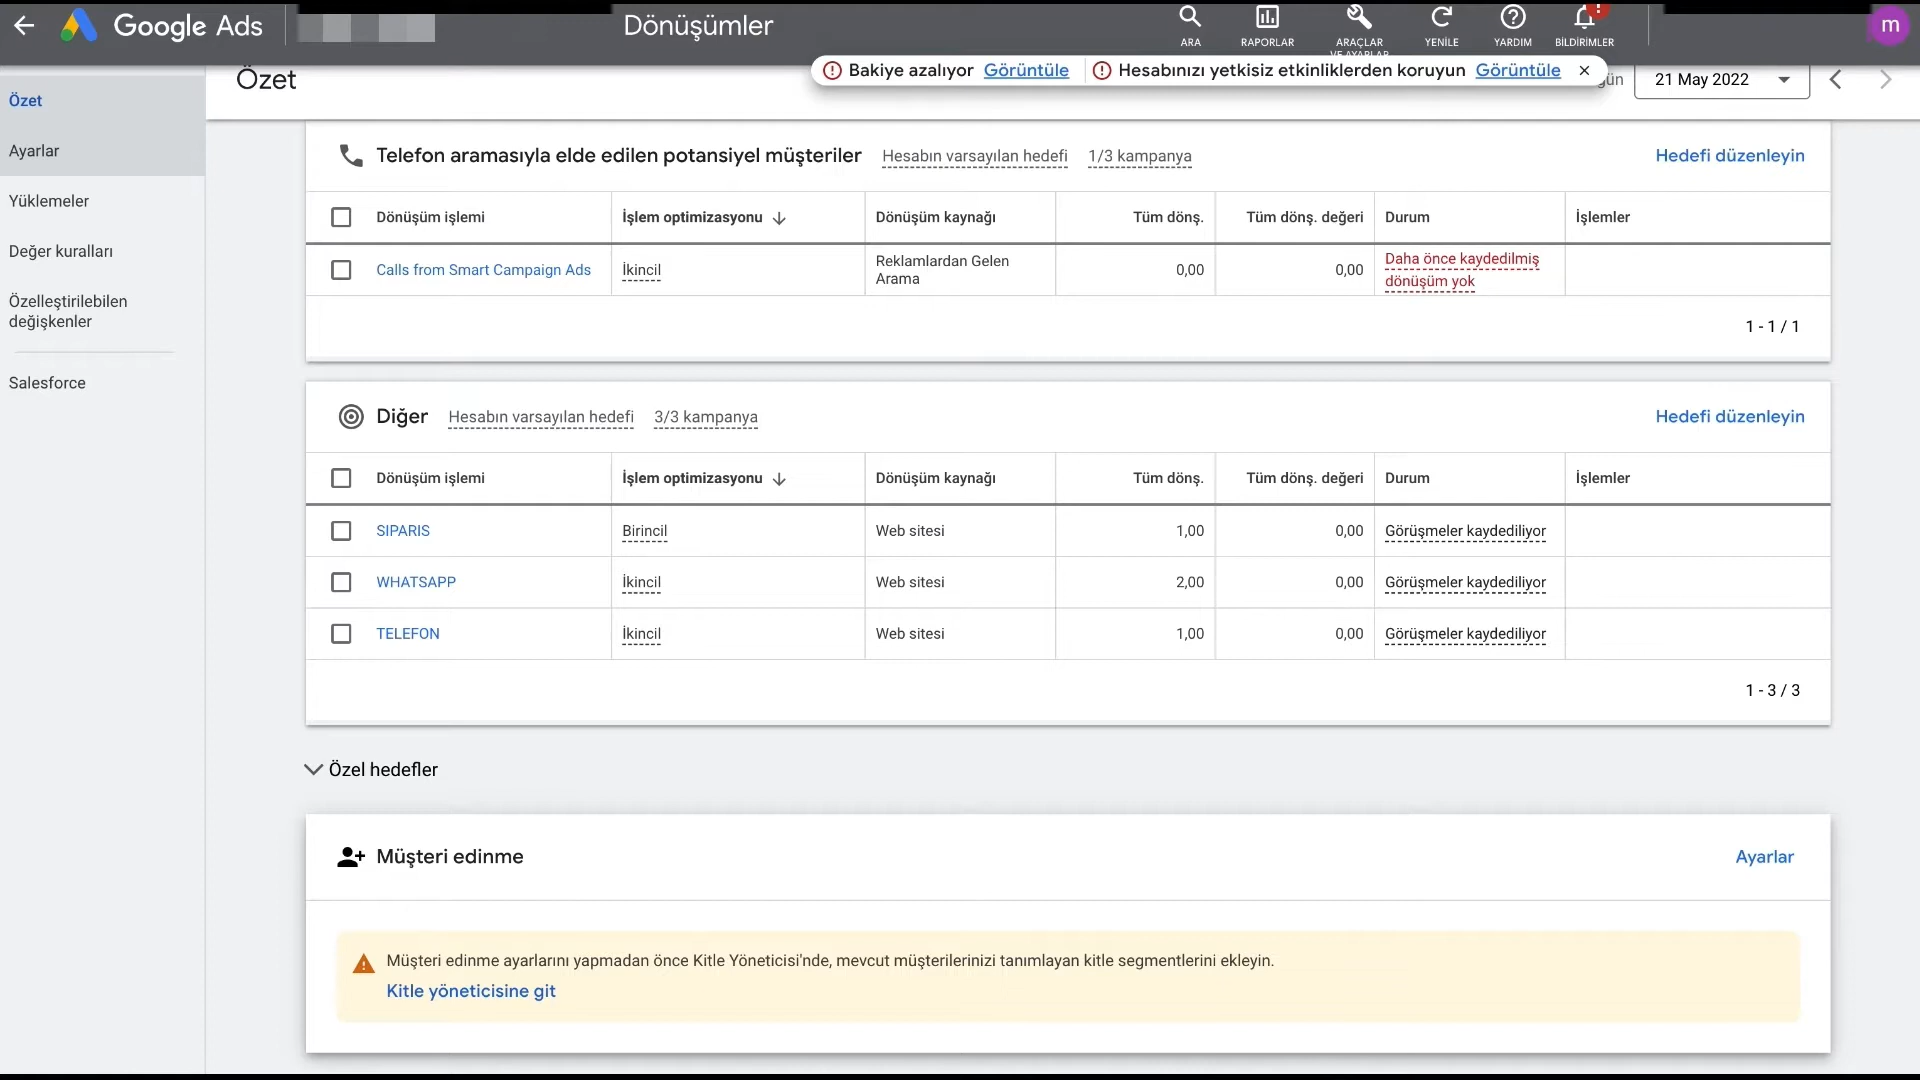 Google Ads
Dönüşümler
ARA
RAPORLAR
ARAÇLAR
VE AYARLAR
YENİLE
YARDIM
BİLDİRİMLER
!
m
Bakiye azalıyor Görüntüle
Hesabınızı yetkisiz etkinliklerden koruyun Görüntüle
Özet
gün
21 May 2022
Özet
Ayarlar
Yüklemeler
Değer kuralları
Özelleştirilebilen
değişkenler
Salesforce
Telefon aramasıyla elde edilen potansiyel müşteriler Hesabın varsayılan hedefi 1/3 kampanya Hedefi düzenleyin
Dönüşüm işlemi İşlem optimizasyonu Dönüşüm kaynağı Tüm dönş. Tüm dönş. değeri Durum İşlemler
Calls from Smart Campaign Ads İkincil Reklamlardan Gelen Arama 0,00 0,00 Daha önce kaydedilmiş dönüşüm yok
1 - 1 / 1
Diğer Hesabın varsayılan hedefi 3/3 kampanya Hedefi düzenleyin
Dönüşüm işlemi İşlem optimizasyonu Dönüşüm kaynağı Tüm dönş. Tüm dönş. değeri Durum İşlemler
SIPARIS Birincil Web sitesi 1,00 0,00 Görüşmeler kaydediliyor
WHATSAPP İkincil Web sitesi 2,00 0,00 Görüşmeler kaydediliyor
TELEFON İkincil Web sitesi 1,00 0,00 Görüşmeler kaydediliyor
1 - 3 / 3
Özel hedefler
Müşteri edinme Ayarlar
Müşteri edinme ayarlarını yapmadan önce Kitle Yöneticisi'nde, mevcut müşterilerinizi tanımlayan kitle segmentlerini ekleyin.
Kitle yöneticisine git